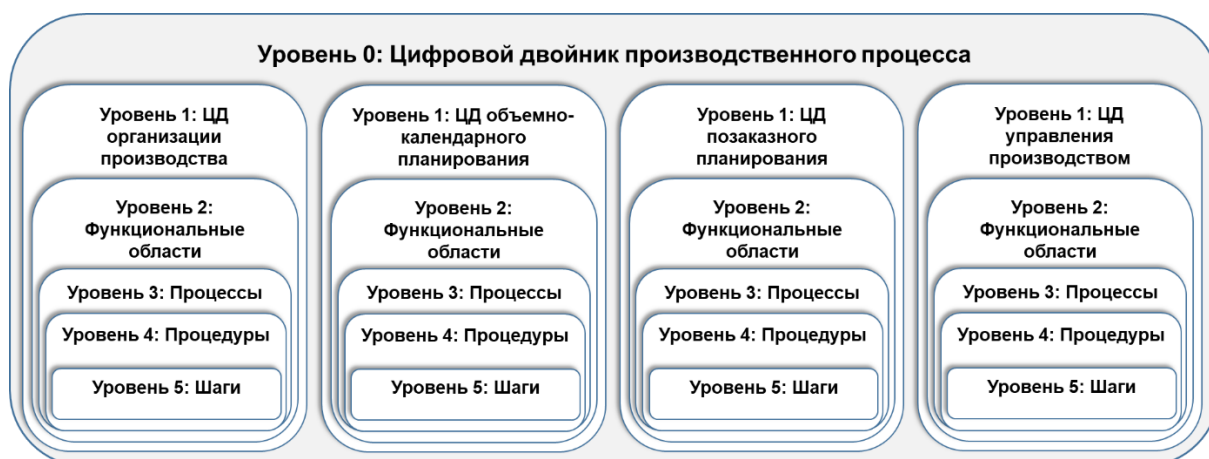 Уровень 0: Цифровой двойник производственного процесса
Уровень 1: ЦД
организации
производства
Уровень 2:
Функциональные
области
Уровень 3: Процессы
Уровень 4: Процедуры
Уровень 5: Шаги
Уровень 1: ЦД объемно-
календарного
планирования
Уровень 2:
Функциональные
области
Уровень 3: Процессы
Уровень 4: Процедуры
Уровень 5: Шаги
Уровень 1: ЦД
позаказного
планирования
Уровень 2:
Функциональные
области
Уровень 3: Процессы
Уровень 4: Процедуры
Уровень 5: Шаги
Уровень 1: ЦД
управления
производством
Уровень 2:
Функциональные
области
Уровень 3: Процессы
Уровень 4: Процедуры
Уровень 5: Шаги